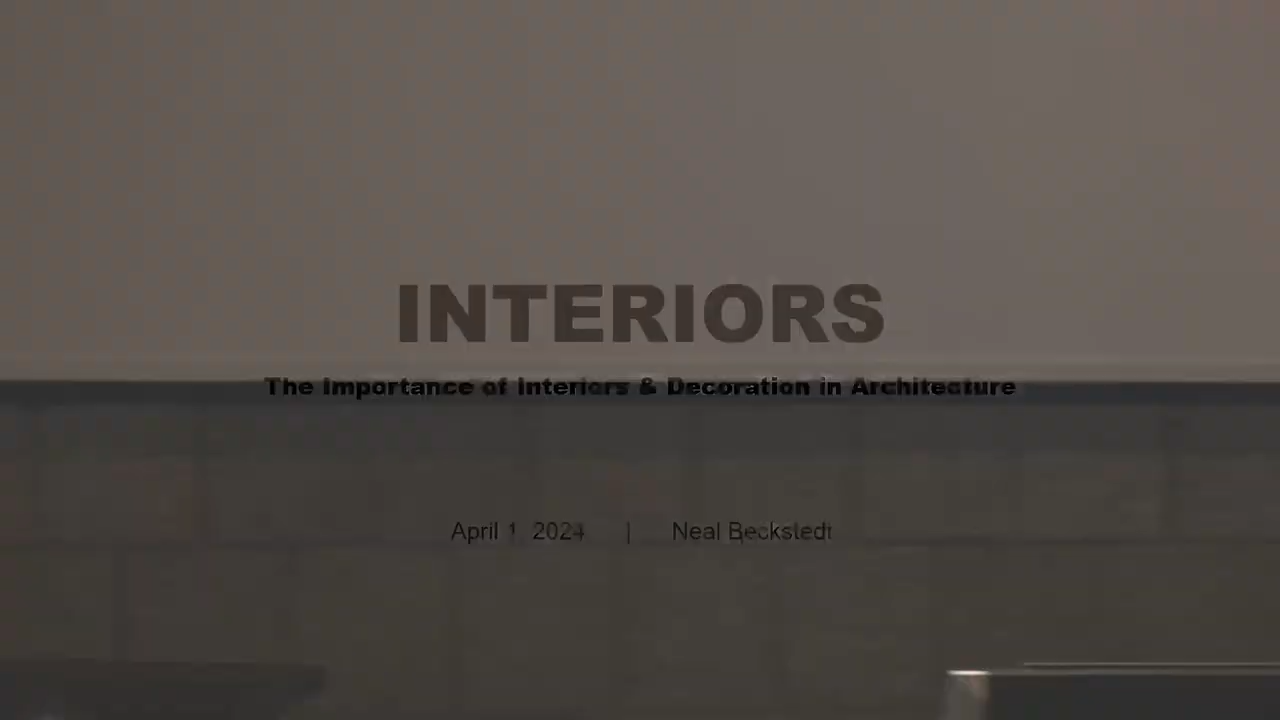 INTERIORS
The Importance of Interiors & Decoration in Architecture
April 1, 2024 | Neal Beckstedt